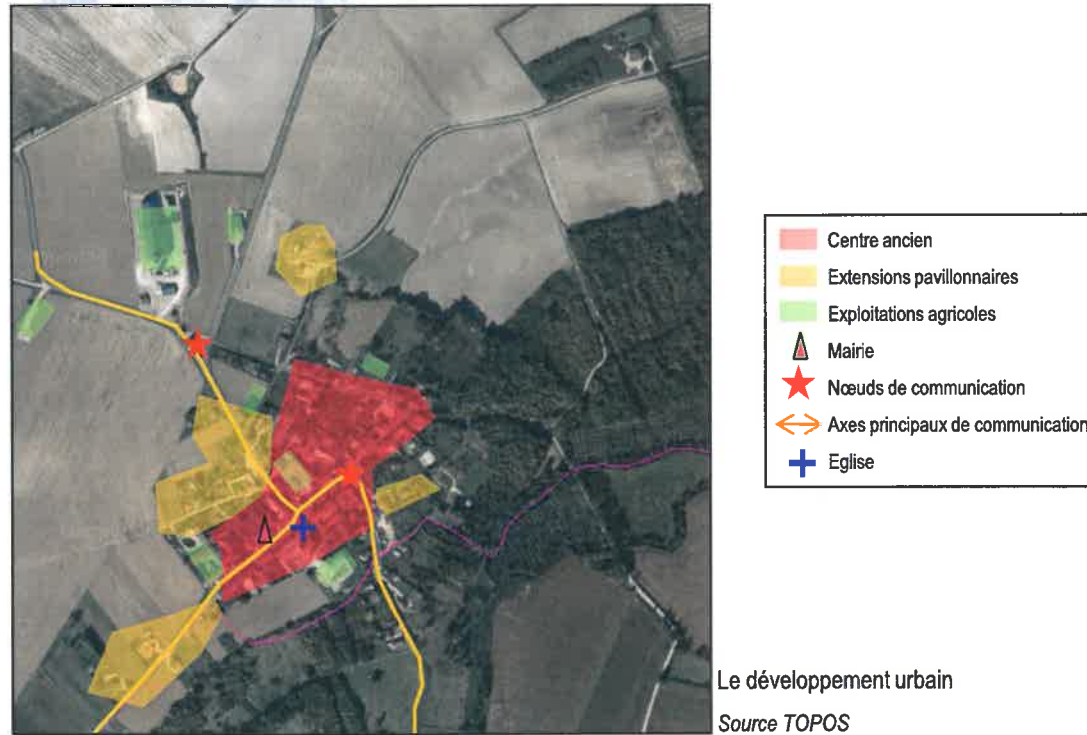 Centre ancien
Extensions pavillonnaires
Exploitations agricoles
Mairie
Nœuds de communication
Axes principaux de communication
Eglise
Le développement urbain
Source TOPOS